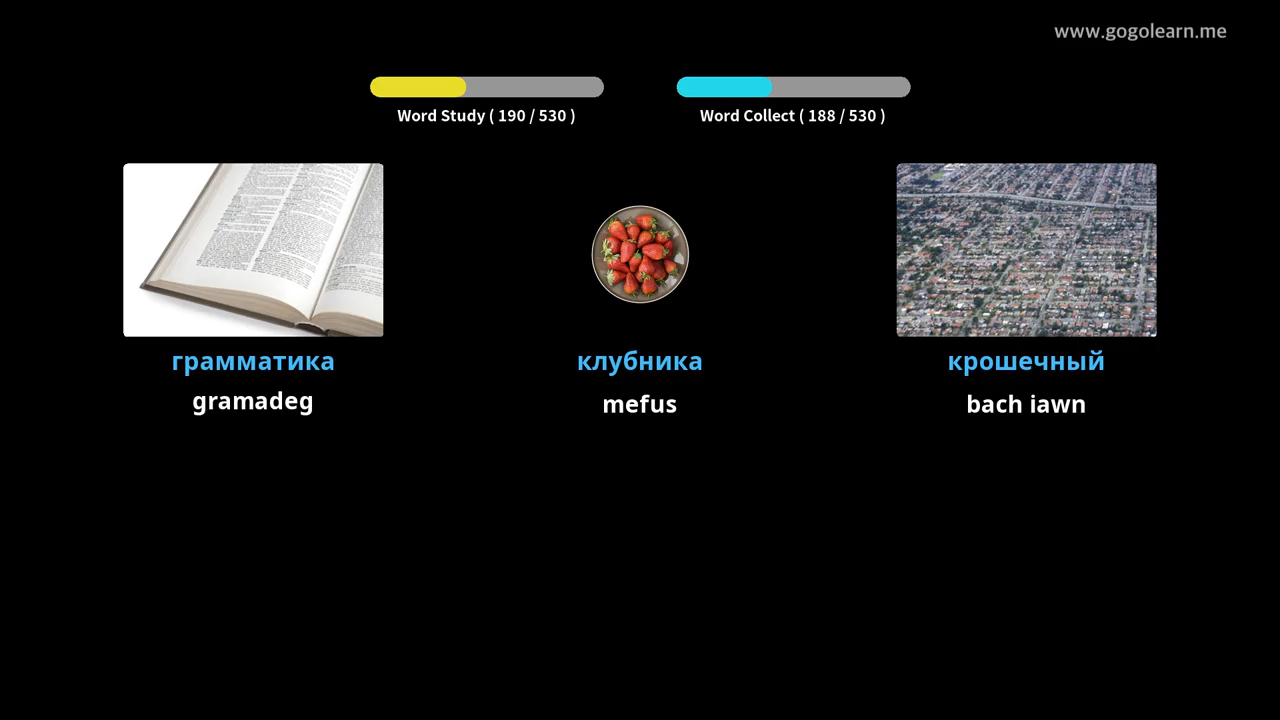 www.gogolearn.me
Word Study ( 190 / 530 )
Word Collect ( 188 / 530 )
грамматика
клубника
крошечный
gramadeg
mefus
bach iawn